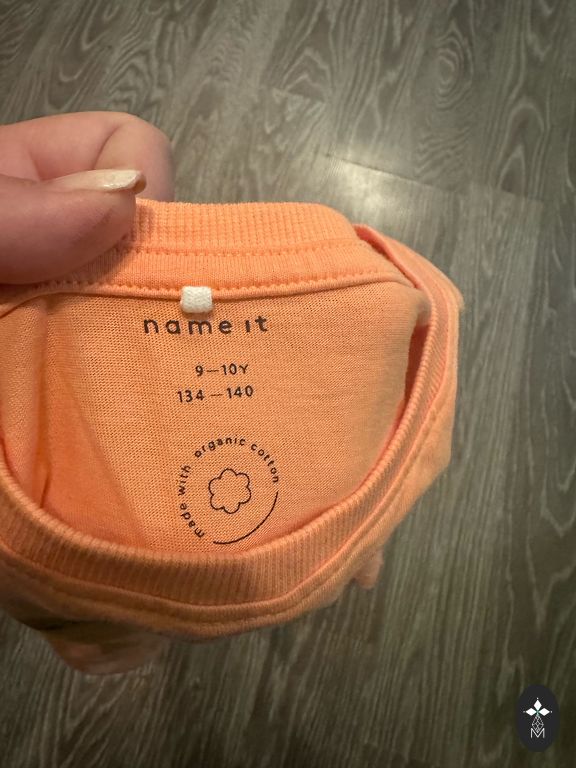 name it
9–10Y
134 – 140
made with organic cotton
M